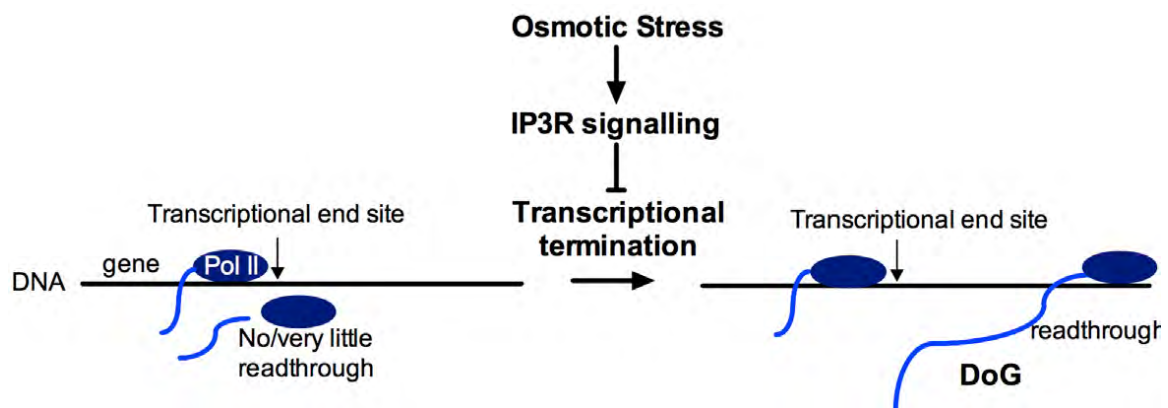 Osmotic Stress
IP3R signalling
Transcriptional
termination
Transcriptional end site
gene
Pol II
DNA
No/very little
readthrough
Transcriptional end site
readthrough
DoG